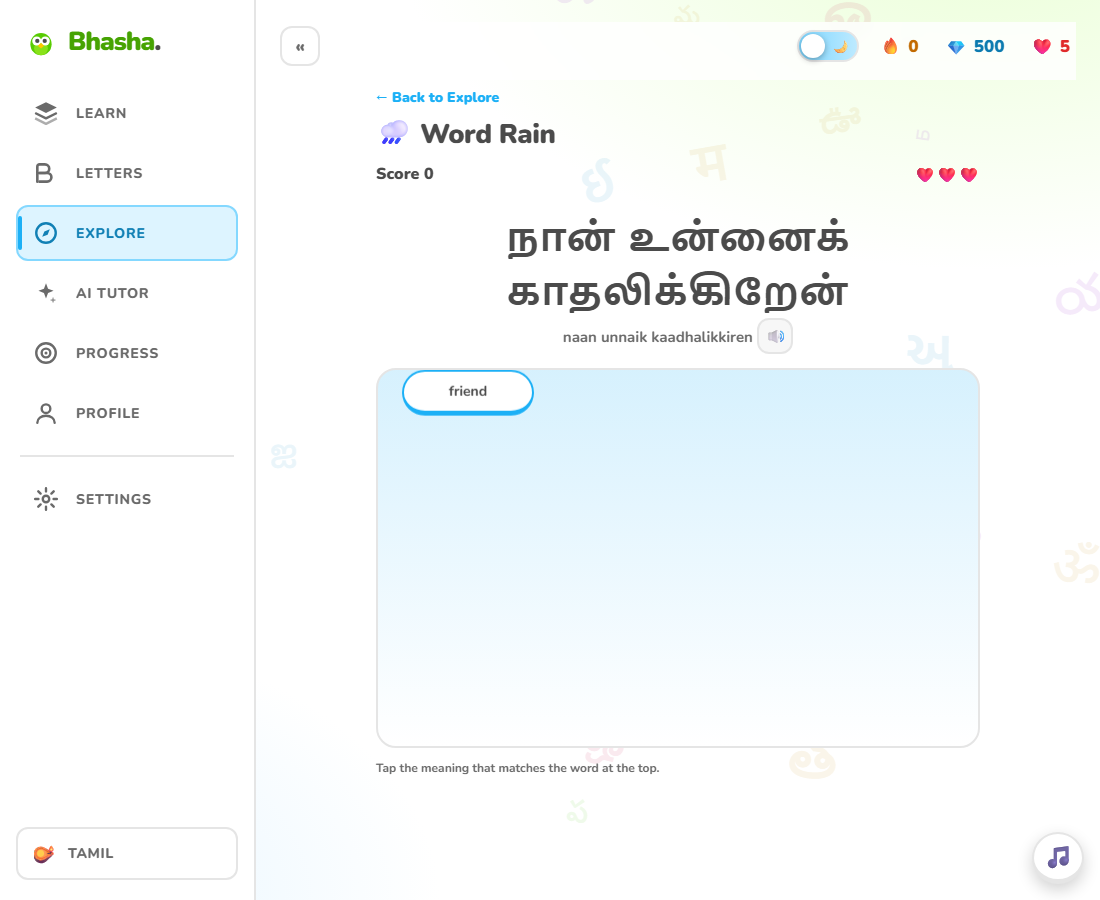 Bhasha.
«
0
500
5
LEARN
LETTERS
EXPLORE
AI TUTOR
PROGRESS
PROFILE
SETTINGS
TAMIL
← Back to Explore
Word Rain
Score 0
நான் உன்னைக்
காதலிக்கிறேன்
naan unnaik kaadhalikkiren
friend
Tap the meaning that matches the word at the top.
ઈ
म
அ
ஐ
ॐ